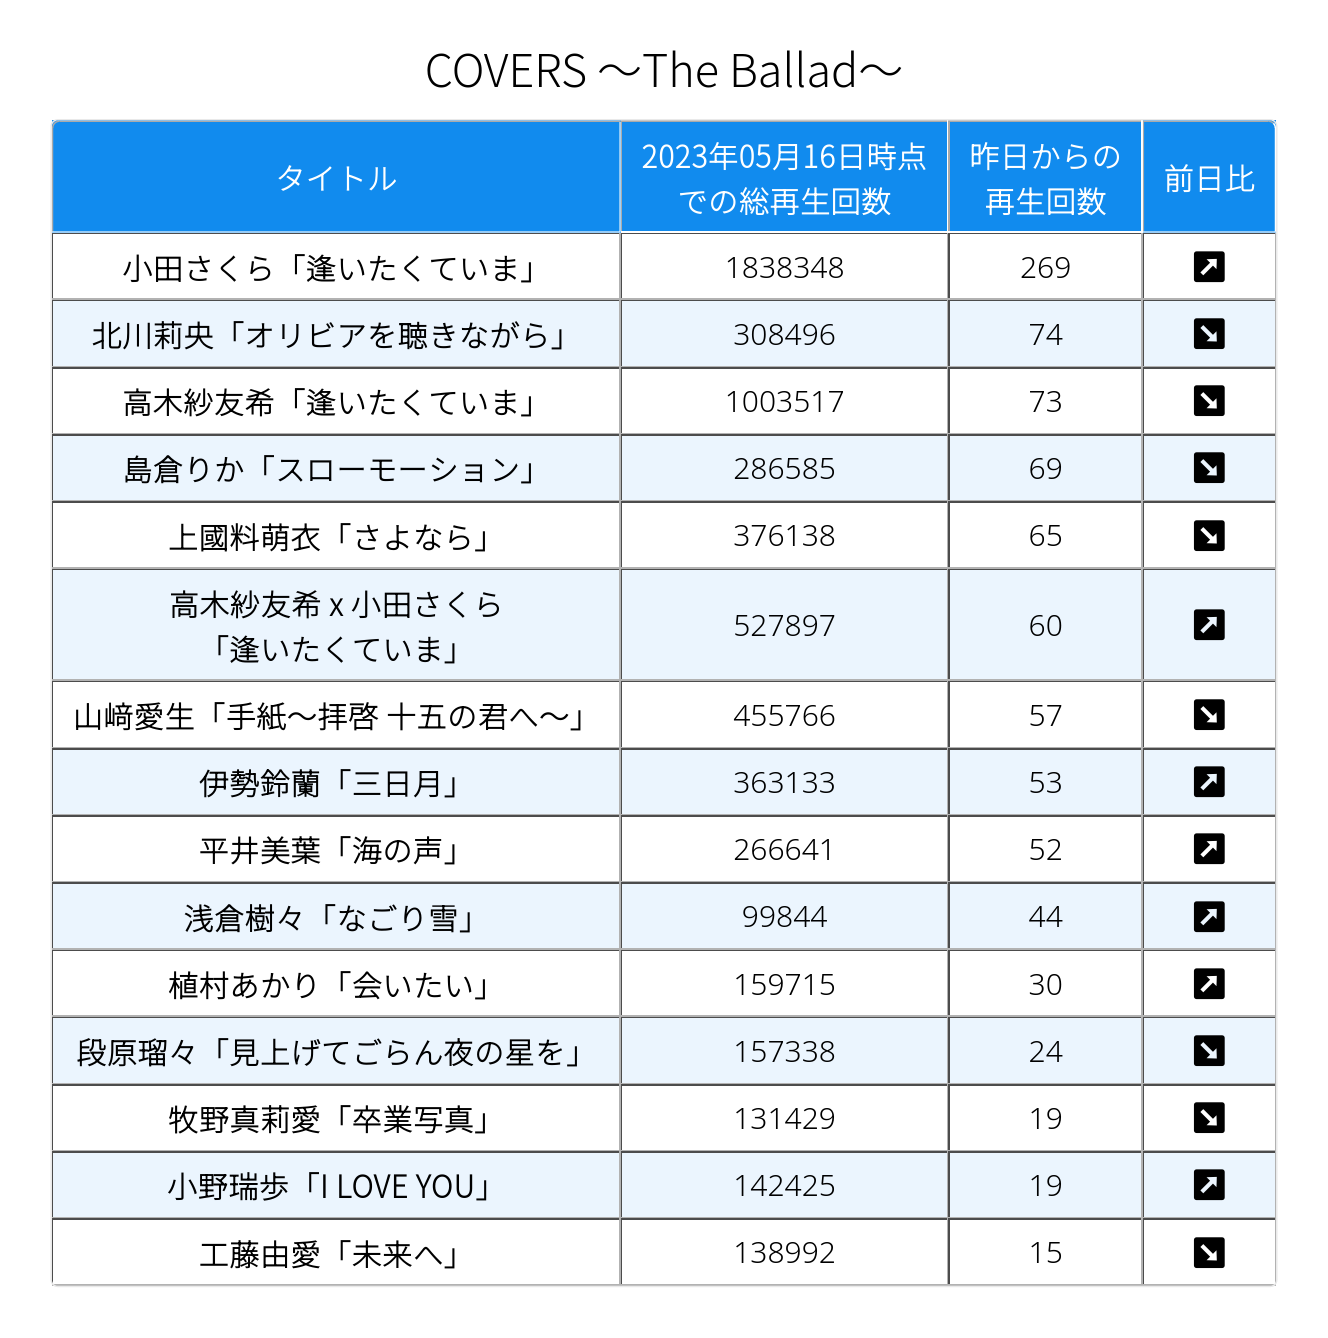 COVERS ～The Ballad～
タイトル
2023年05月16日時点
での総再生回数
昨日からの
再生回数
前日比
小田さくら「逢いたくていま」
1838348
269
↗
北川莉央「オリビアを聴きながら」
308496
74
↘
高木紗友希「逢いたくていま」
1003517
73
↘
島倉りか「スローモーション」
286585
69
↘
上國料萌衣「さよなら」
376138
65
↘
高木紗友希 x 小田さくら
「逢いたくていま」
527897
60
↗
山﨑愛生「手紙～拝啓 十五の君へ～」
455766
57
↘
伊勢鈴蘭「三日月」
363133
53
↗
平井美葉「海の声」
266641
52
↗
浅倉樹々「なごり雪」
99844
44
↗
植村あかり「会いたい」
159715
30
↗
段原瑠々「見上げてごらん夜の星を」
157338
24
↘
牧野真莉愛「卒業写真」
131429
19
↘
小野瑞歩「I LOVE YOU」
142425
19
↗
工藤由愛「未来へ」
138992
15
↘